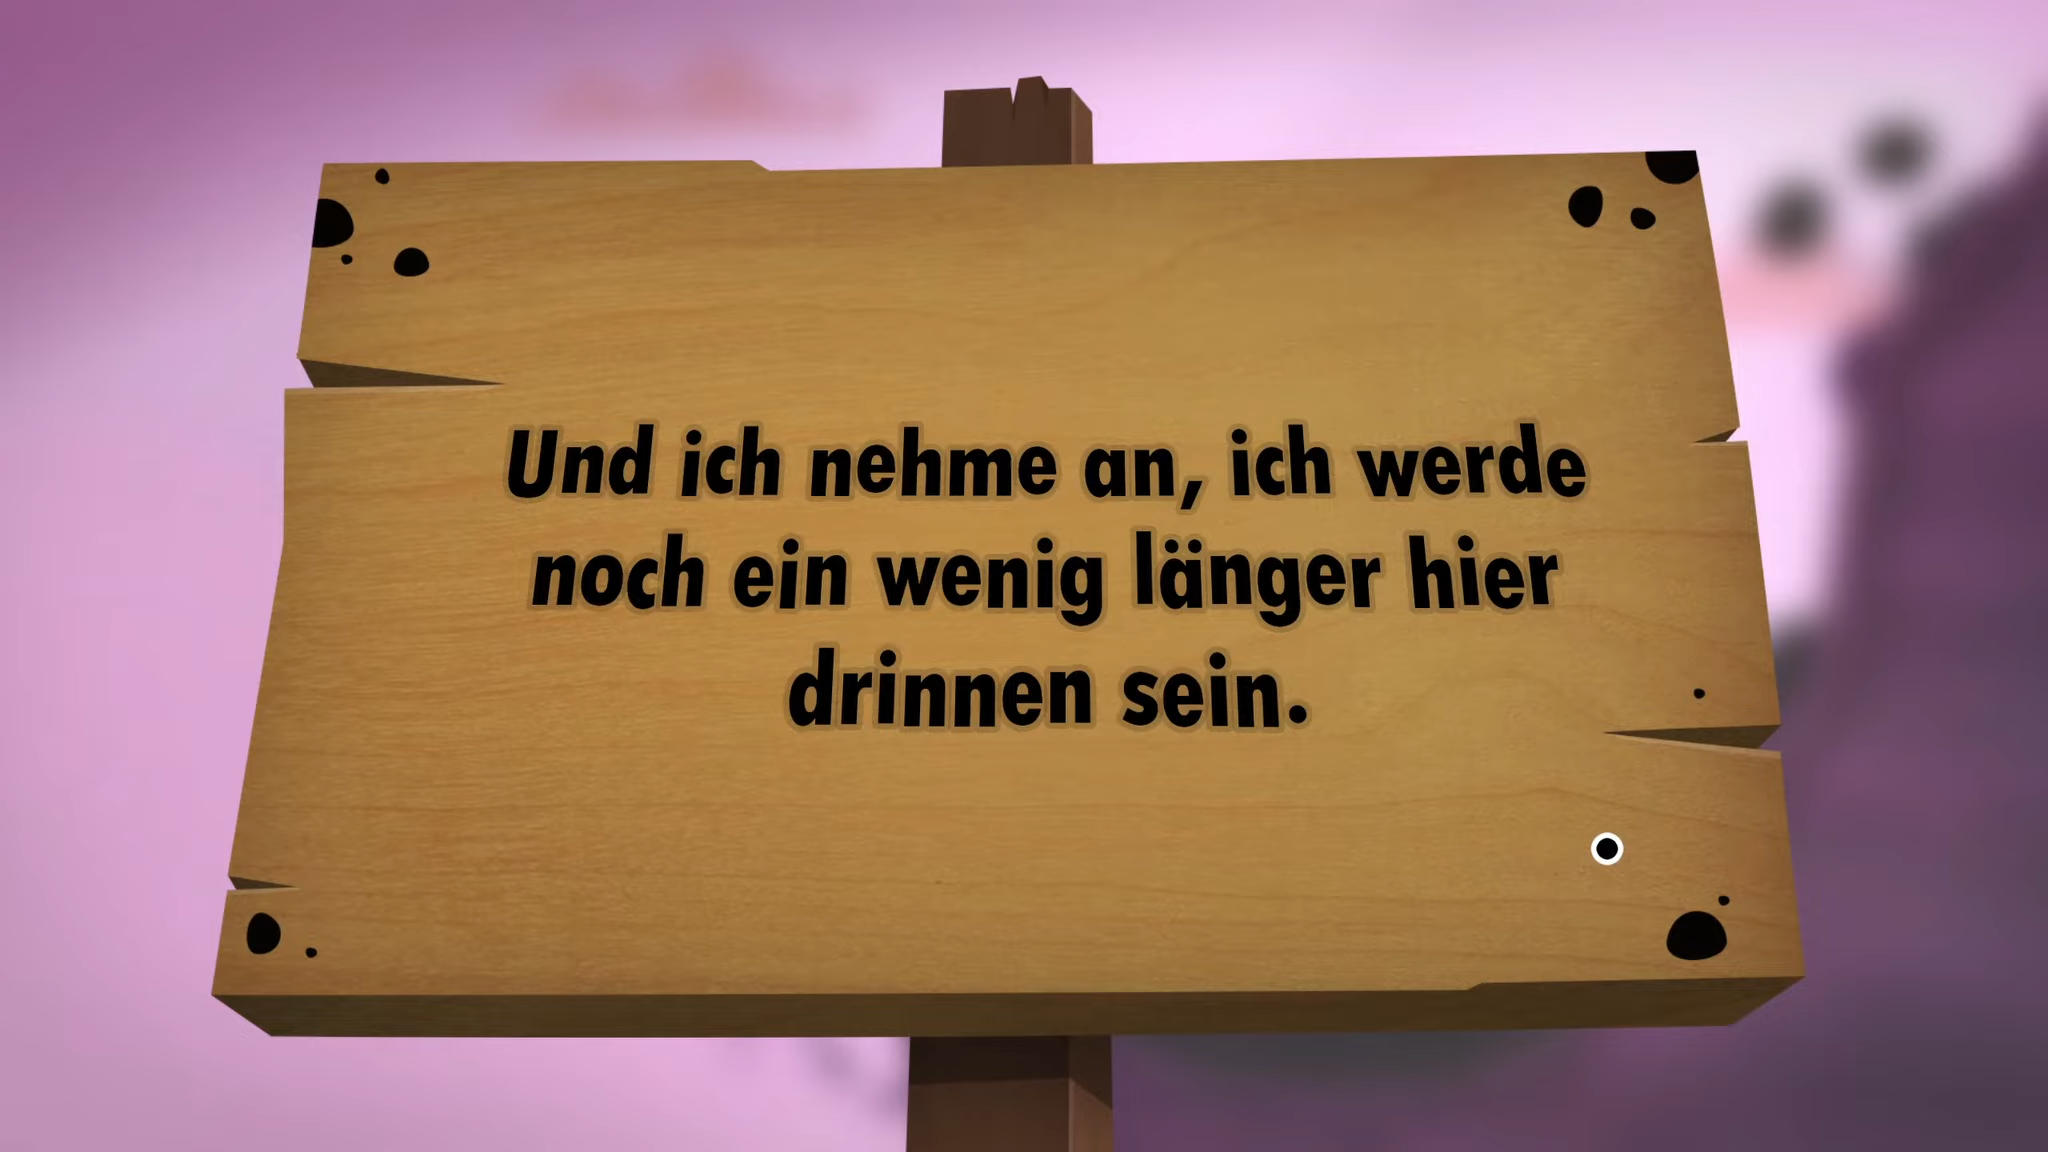 Und ich nehme an, ich werde
noch ein wenig länger hier
drinnen sein.